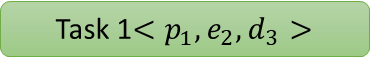 Task 1< p₁, e₂, d₃ >